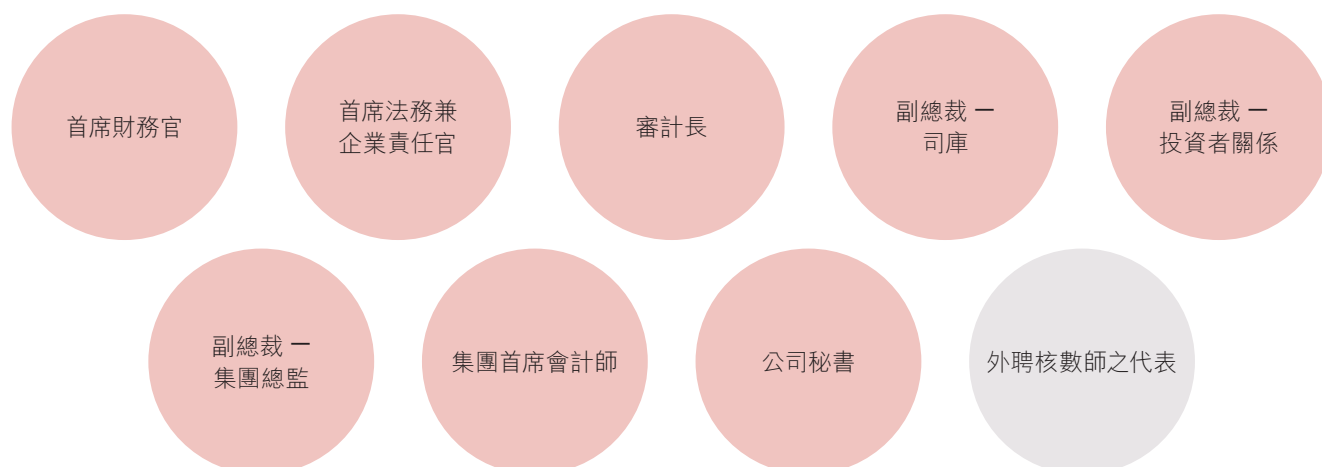 首席財務官
首席法務兼
企業責任官
審計長
副總裁 –
司庫
副總裁 –
投資者關係
副總裁 –
集團總監
集團首席會計師
公司秘書
外聘核數師之代表